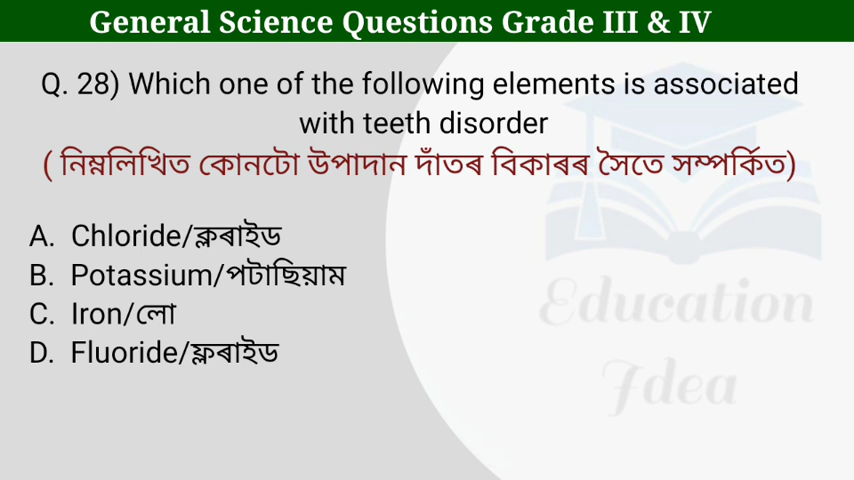 General Science Questions Grade III & IV
Q. 28) Which one of the following elements is associated
with teeth disorder
( নিম্নলিখিত কোনটো উপাদান দাঁতৰ বিকাৰৰ সৈতে সম্পৰ্কিত)
A. Chloride/ক্লৰাইড
B. Potassium/পটাছিয়াম
C. Iron/লো
D. Fluoride/ফ্লৰাইড
Education
Idea